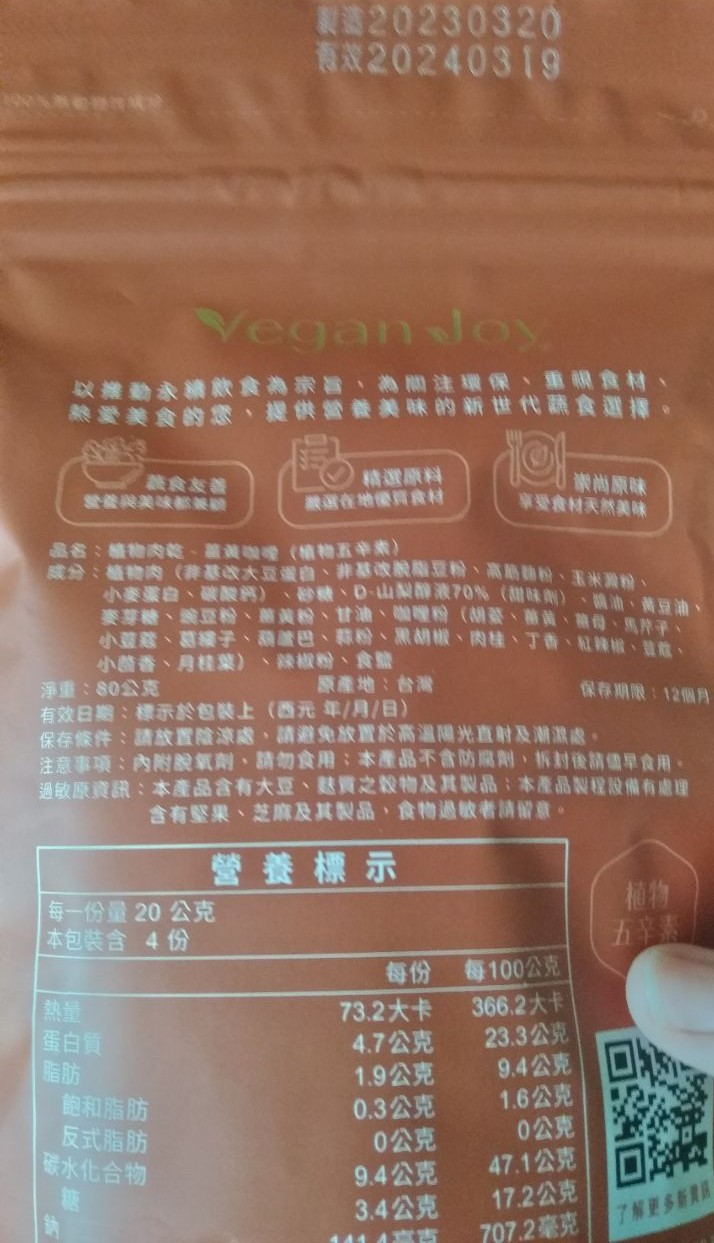 製造20230320
有效20240319
Vegan Joy
以推動永續飲食為宗旨、為關注環保、重視食材、
熱愛美食的您、提供營養美味的新世代蔬食選擇。
蔬食友善
營養與美味都兼顧
精選原料
嚴選在地優質食材
崇尚原味
享受食材天然美味
品名：植物肉乾-薑黃咖哩（植物五辛素）
成分：植物肉（非基改大豆蛋白、非基改脫脂豆粉、高筋麵粉、玉米澱粉、
小麥蛋白、碳酸鈣）、砂糖、D-山梨醇液70%（甜味劑）、醬油、黃豆油、
麥芽糖、豌豆粉、薑黃粉、甘油、咖哩粉（胡荽、薑黃、薑母、馬芹子、
小荳蔻、葛縷子、葫蘆巴、蒜粉、黑胡椒、肉桂、丁香、紅辣椒、荳蔻、
小茴香、月桂葉）、辣椒粉、食鹽
淨重：80公克 原產地：台灣 保存期限：12個月
有效日期：標示於包裝上（西元 年/月/日）
保存條件：請放置陰涼處、請避免放置於高溫陽光直射及潮濕處。
注意事項：內附脫氧劑，請勿食用；本產品不含防腐劑，拆封後請儘早食用。
過敏原資訊：本產品含有大豆、麩質之穀物及其製品；本產品製程設備有處理
含有堅果、芝麻及其製品，食物過敏者請留意。
營養標示
每一份量 20 公克
本包裝含 4 份
每份 每100公克
熱量 73.2大卡 366.2大卡
蛋白質 4.7公克 23.3公克
脂肪 1.9公克 9.4公克
飽和脂肪 0.3公克 1.6公克
反式脂肪 0公克 0公克
碳水化合物 9.4公克 47.1公克
糖 3.4公克 17.2公克
鈉 141.4毫克 707.2毫克
植物
五辛素
了解更多新資訊